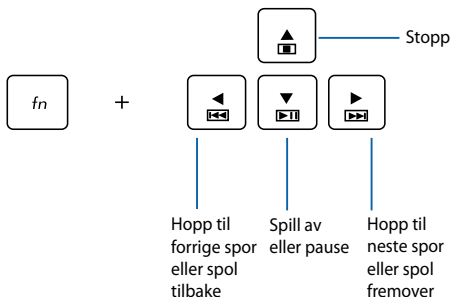 Stopp
fn
+
Hopp til
forrige spor
eller spol
tilbake
Spill av
eller pause
Hopp til
neste spor
eller spol
fremover